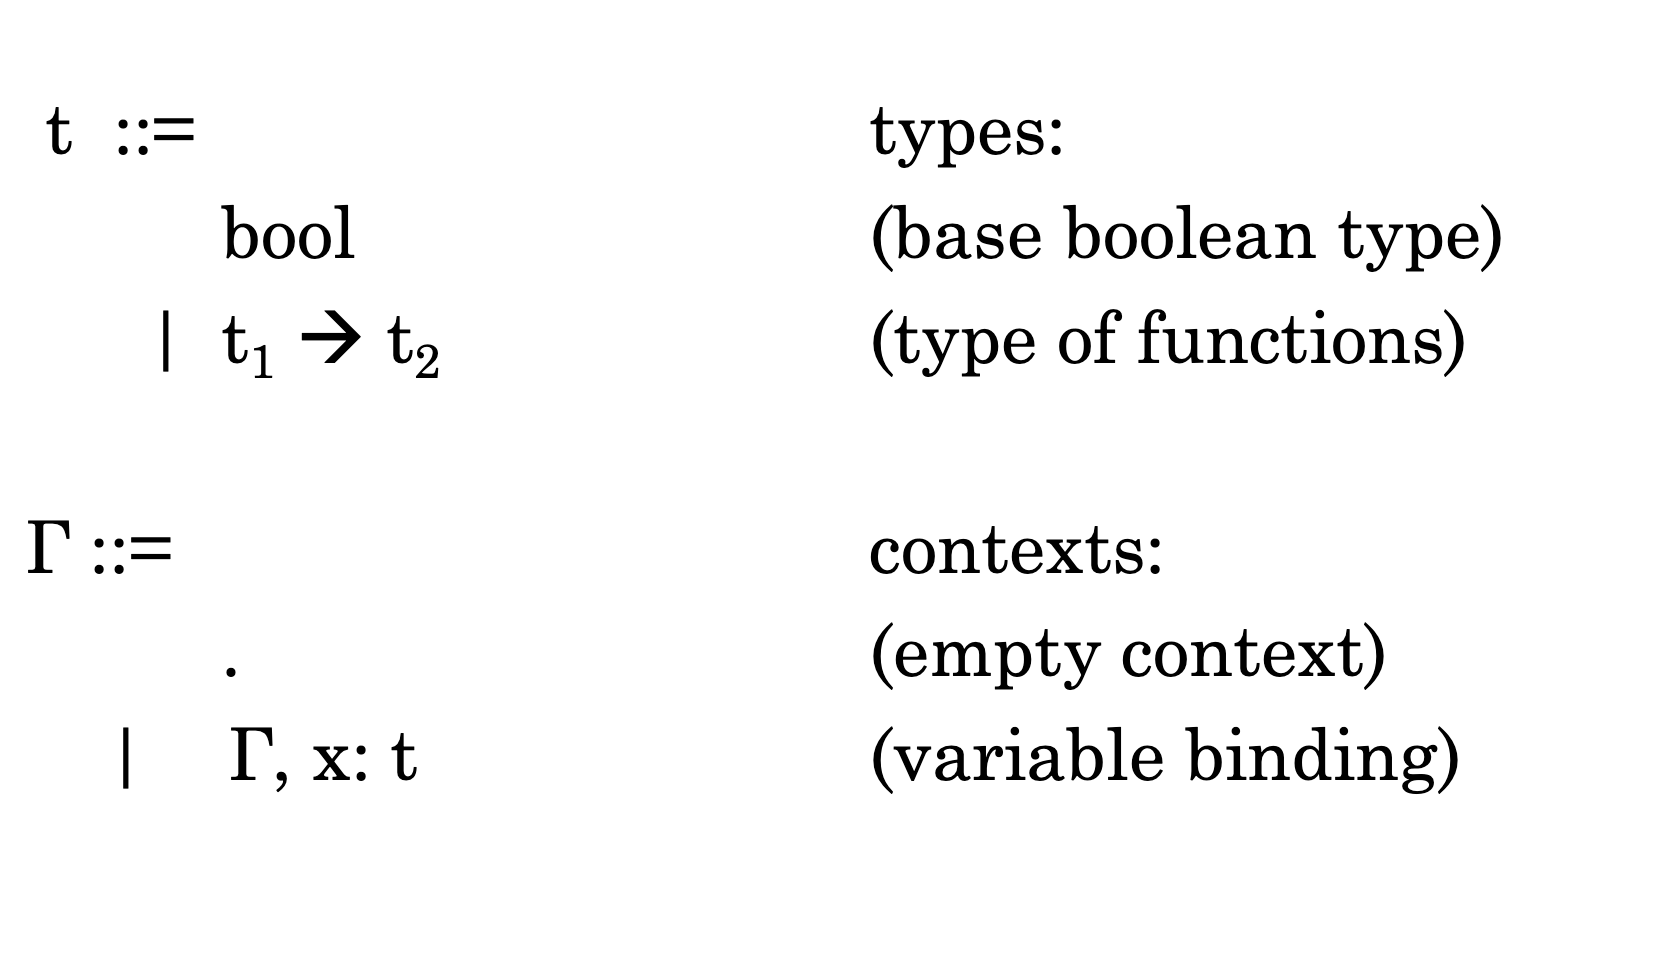 t ::= types:
bool (base boolean type)
| t₁ → t₂ (type of functions)
Γ ::= contexts:
. (empty context)
| Γ, x: t (variable binding)